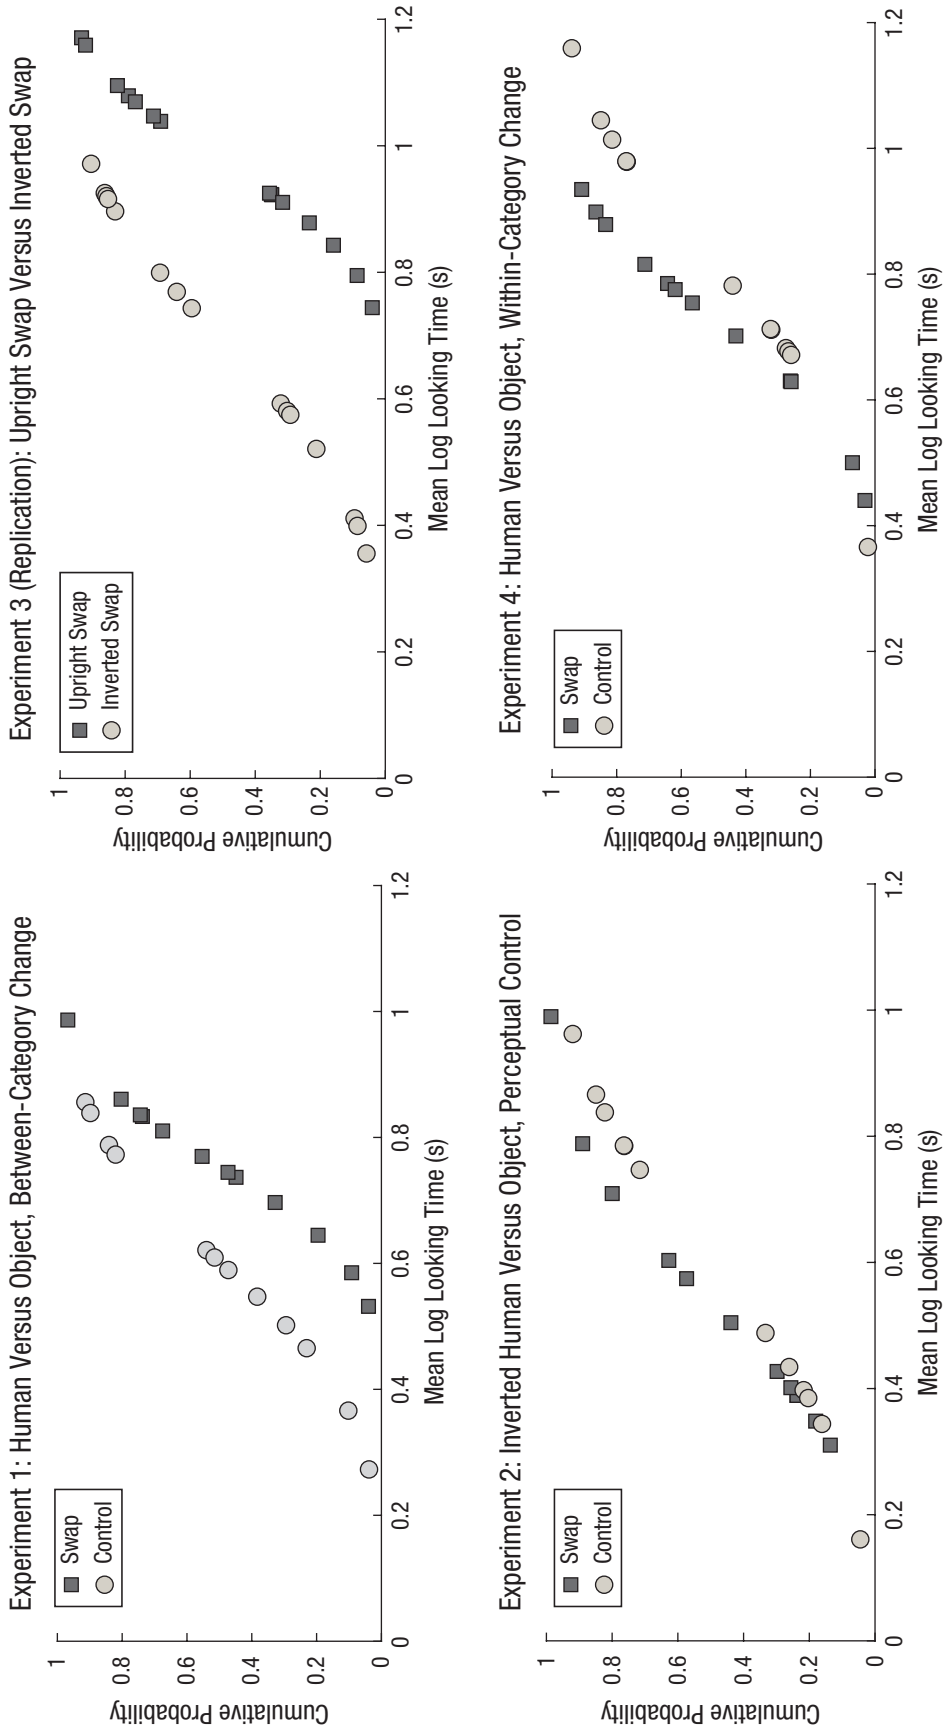 Experiment 1: Human Versus Object, Between-Category Change
Swap
Control
Cumulative Probability
1
0.8
0.6
0.4
0.2
0
0
0.2
0.4
0.6
0.8
1
1.2
Mean Log Looking Time (s)
Experiment 3 (Replication): Upright Swap Versus Inverted Swap
Upright Swap
Inverted Swap
Cumulative Probability
1
0.8
0.6
0.4
0.2
0
0
0.2
0.4
0.6
0.8
1
1.2
Mean Log Looking Time (s)
Experiment 2: Inverted Human Versus Object, Perceptual Control
Swap
Control
Cumulative Probability
1
0.8
0.6
0.4
0.2
0
0
0.2
0.4
0.6
0.8
1
1.2
Mean Log Looking Time (s)
Experiment 4: Human Versus Object, Within-Category Change
Swap
Control
Cumulative Probability
1
0.8
0.6
0.4
0.2
0
0
0.2
0.4
0.6
0.8
1
1.2
Mean Log Looking Time (s)